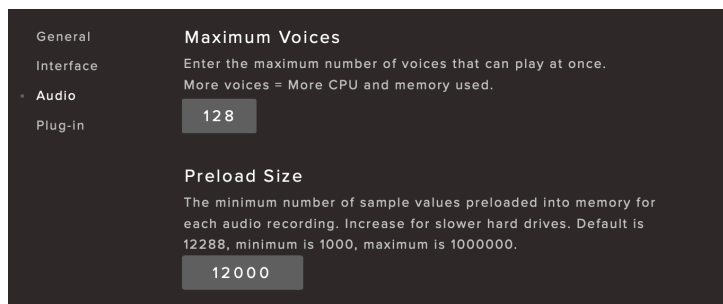 General
Interface
Audio
Plug-in
Maximum Voices
Enter the maximum number of voices that can play at once.
More voices = More CPU and memory used.
128
Preload Size
The minimum number of sample values preloaded into memory for
each audio recording. Increase for slower hard drives. Default is
12288, minimum is 1000, maximum is 1000000.
12000